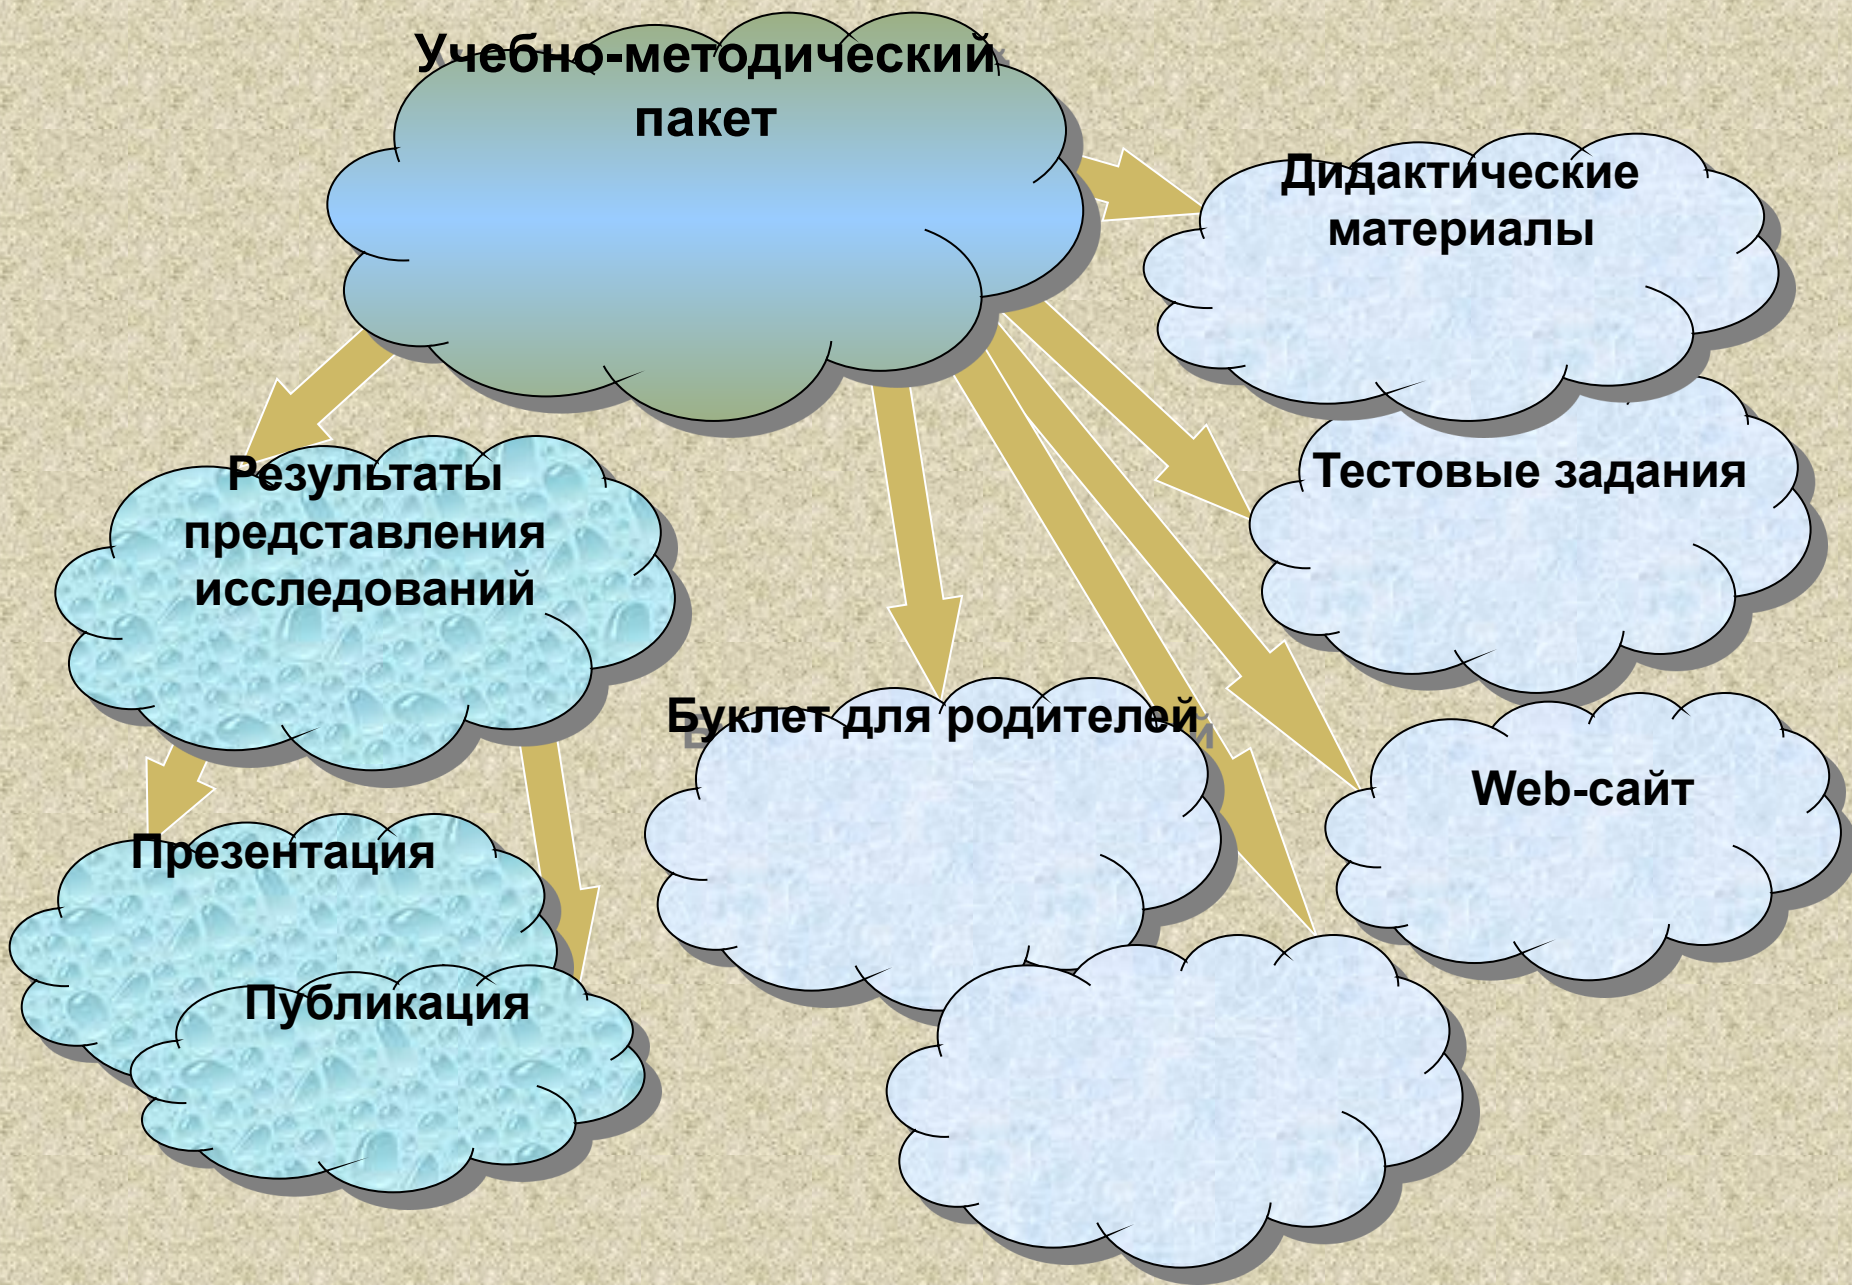 Учебно-методический
пакет
Дидактические
материалы
Тестовые задания
Результаты
представления
исследований
Буклет для родителей
Web-сайт
Презентация
Публикация